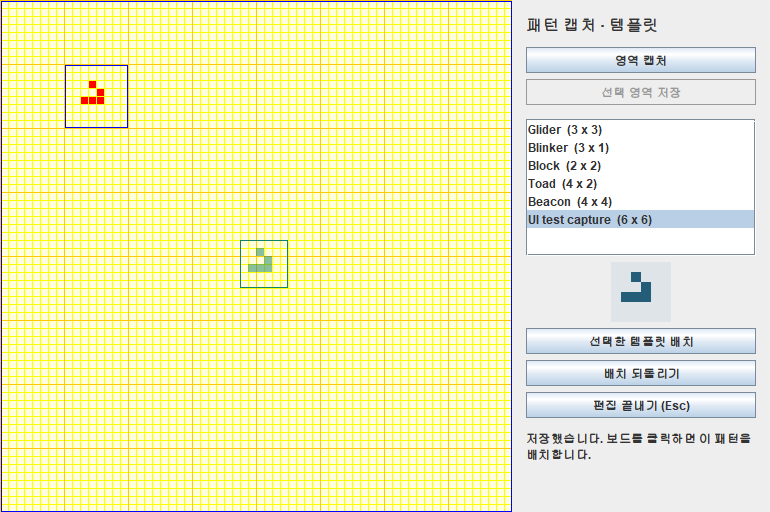 패턴 캡처 · 템플릿
영역 캡처
선택 영역 저장
Glider (3 x 3)
Blinker (3 x 1)
Block (2 x 2)
Toad (4 x 2)
Beacon (4 x 4)
UI test capture (6 x 6)
선택한 템플릿 배치
배치 되돌리기
편집 끝내기 (Esc)
저장했습니다. 보드를 클릭하면 이 패턴을
배치합니다.